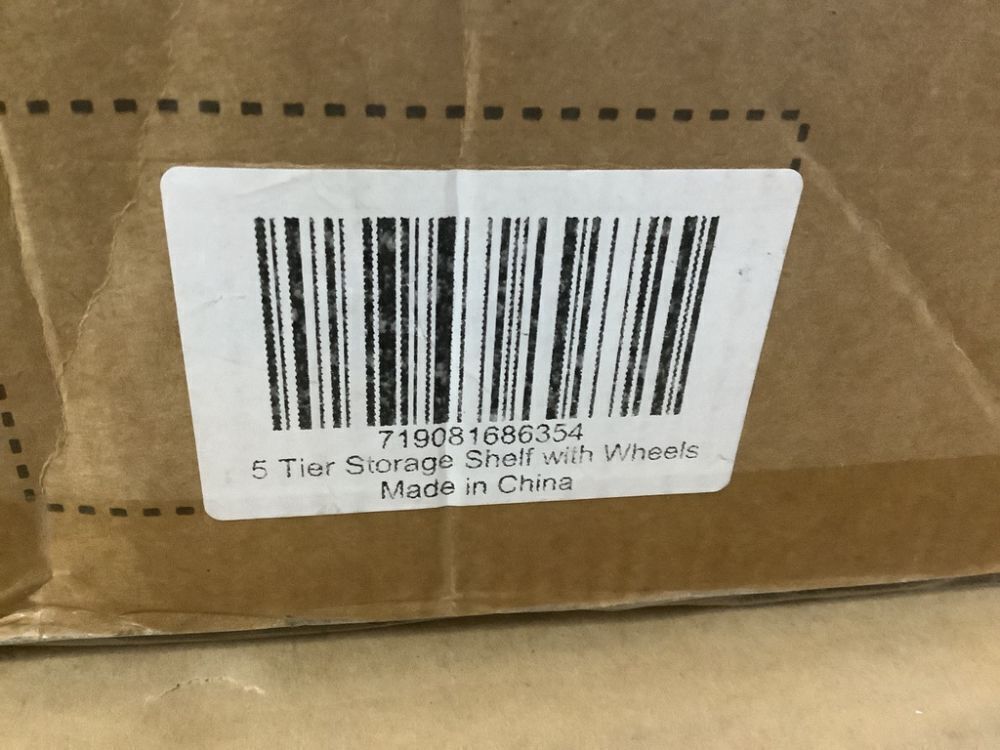 719081686354
5 Tier Storage Shelf with Wheels
Made in China